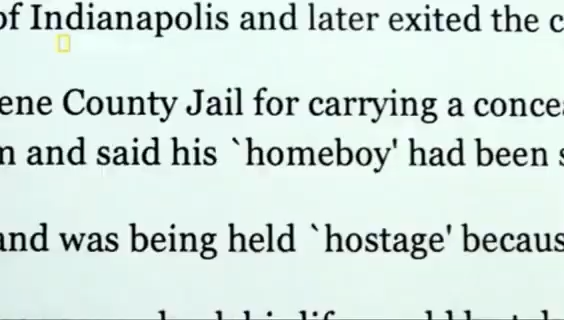 of Indianapolis and later exited the c
ene County Jail for carrying a conce
and said his `homeboy' had been s
and was being held `hostage' becaus